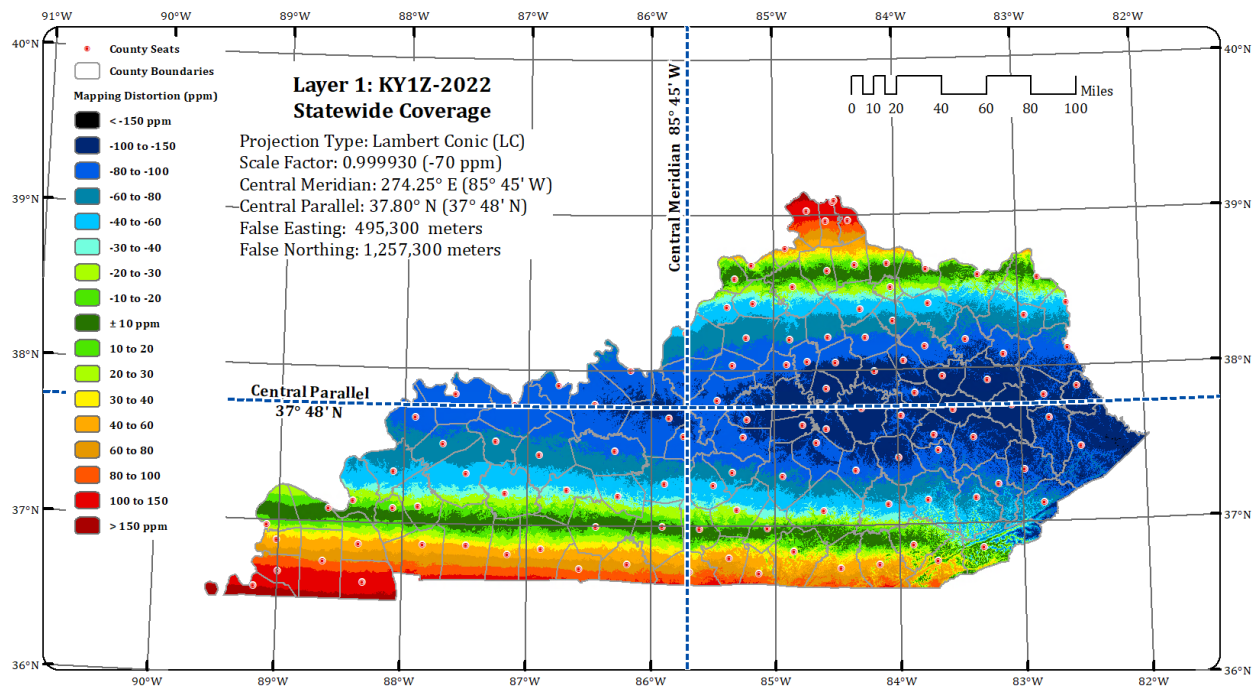 91°W 90°W 89°W 88°W 87°W 86°W 85°W 84°W 83°W 82°W
40°N
40°N
County Seats
County Boundaries
Mapping Distortion (ppm)
< -150 ppm
-100 to -150
-80 to -100
-60 to -80
-40 to -60
-30 to -40
-20 to -30
-10 to -20
± 10 ppm
10 to 20
20 to 30
30 to 40
40 to 60
60 to 80
80 to 100
100 to 150
> 150 ppm
Layer 1: KY1Z-2022
Statewide Coverage
Projection Type: Lambert Conic (LC)
Scale Factor: 0.999930 (-70 ppm)
Central Meridian: 274.25° E (85° 45' W)
Central Parallel: 37.80° N (37° 48' N)
False Easting: 495,300 meters
False Northing: 1,257,300 meters
Central Meridian 85° 45' W
Miles
0 10 20 40 60 80 100
39°N
39°N
38°N
38°N
Central Parallel
37° 48' N
37°N
37°N
36°N
36°N
90°W 89°W 88°W 87°W 86°W 85°W 84°W 83°W 82°W